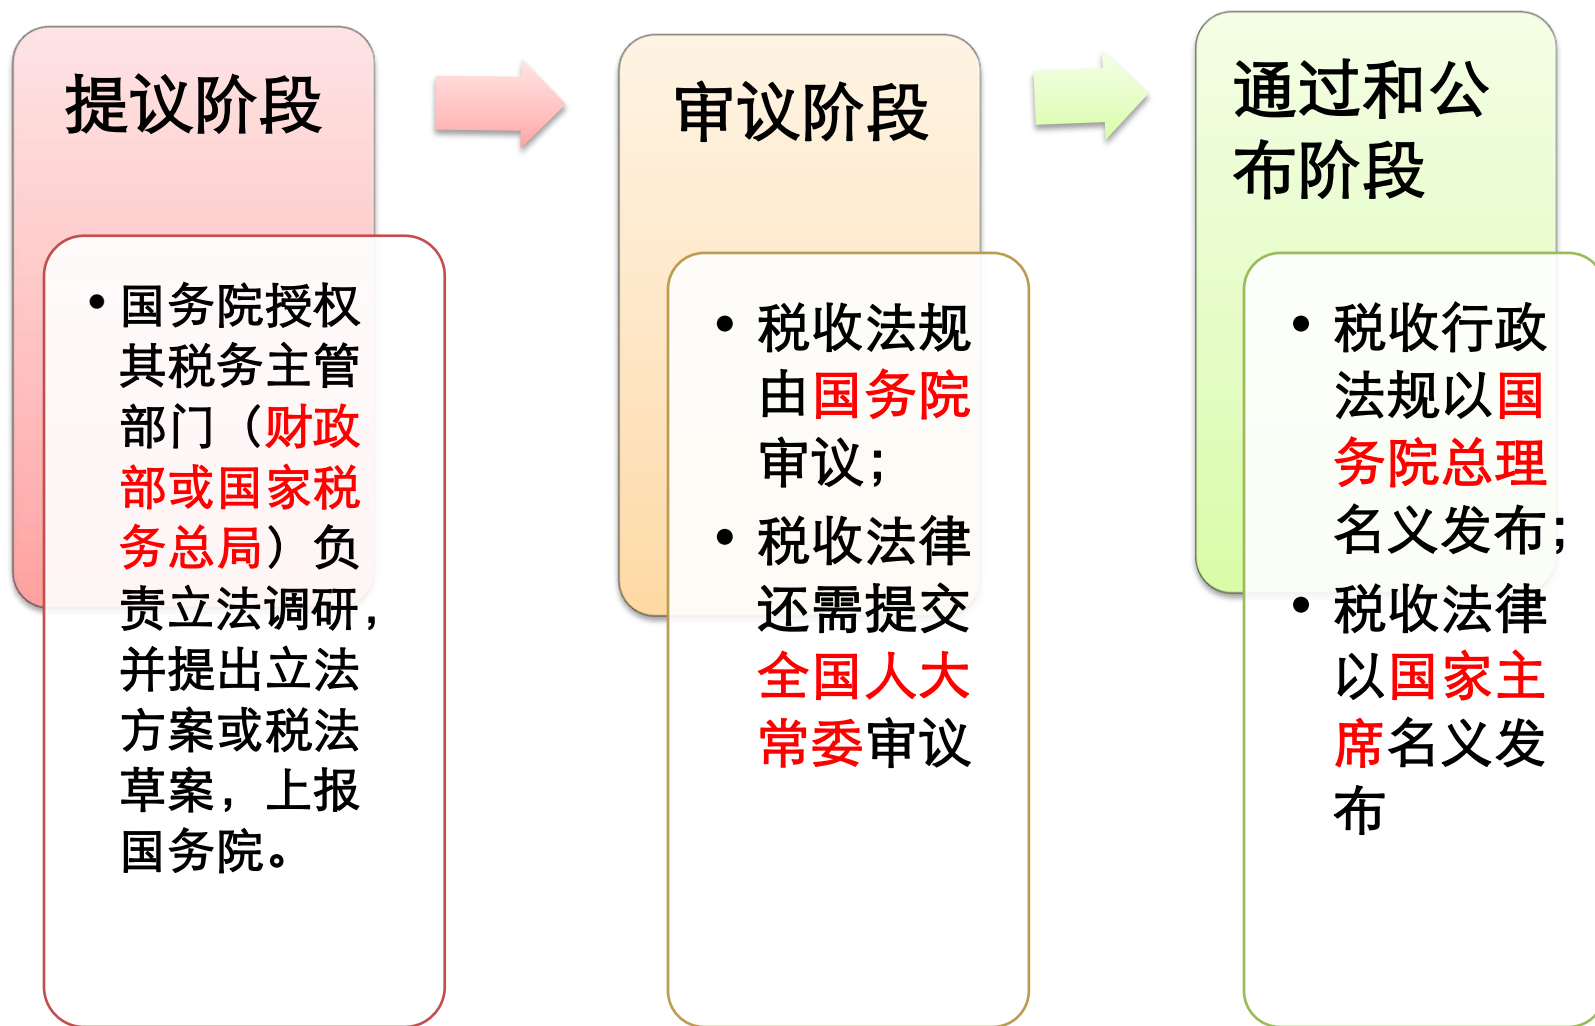 提议阶段
• 国务院授权
其税务主管
部门（财政
部或国家税
务总局）负
责立法调研，
并提出立法
方案或税法
草案，上报
国务院。
审议阶段
• 税收法规
由国务院
审议；
• 税收法律
还需提交
全国人大
常委审议
通过和公
布阶段
• 税收行政
法规以国
务院总理
名义发布；
• 税收法律
以国家主
席名义发
布